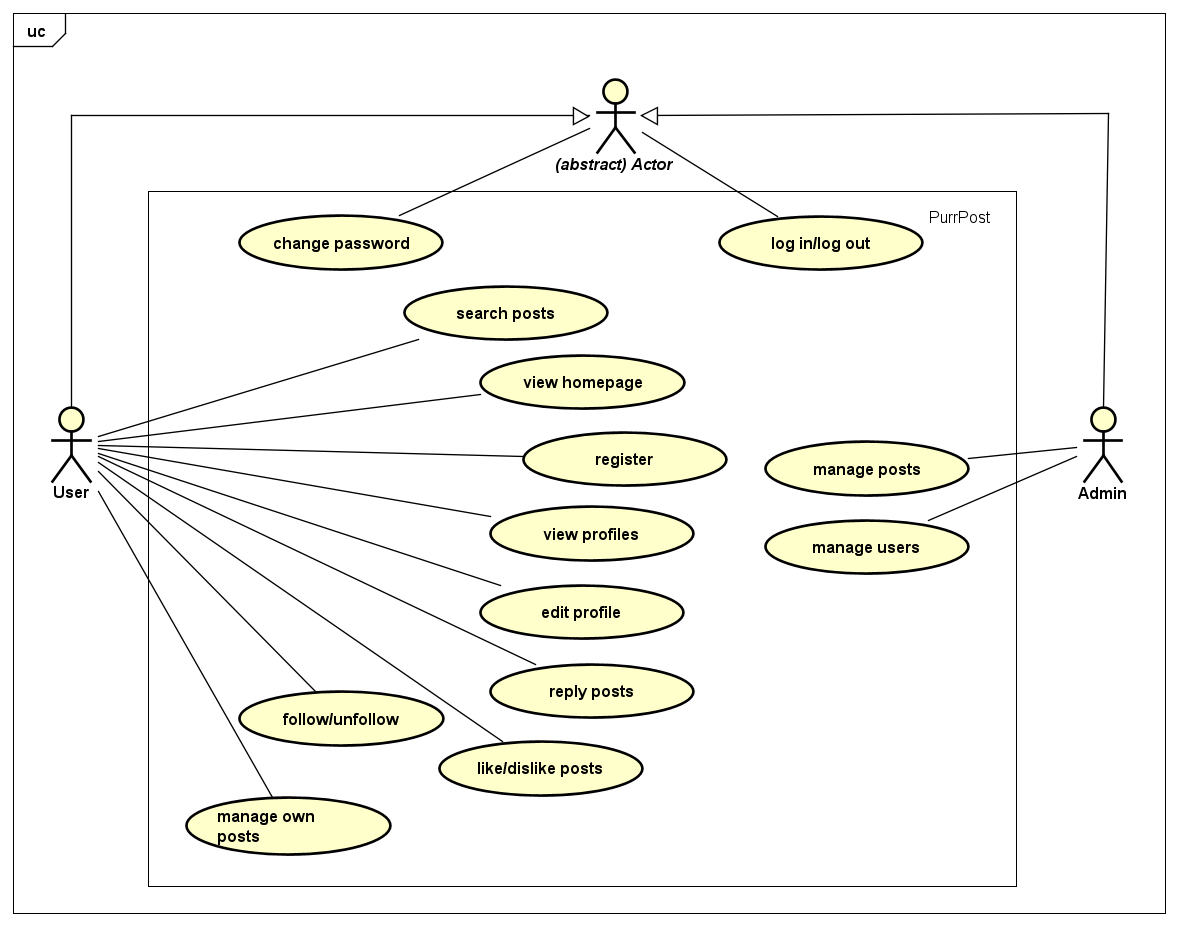 uc
(abstract) Actor
PurrPost
change password
log in/log out
search posts
view homepage
register
manage posts
User
Admin
view profiles
manage users
edit profile
reply posts
follow/unfollow
like/dislike posts
manage own
posts